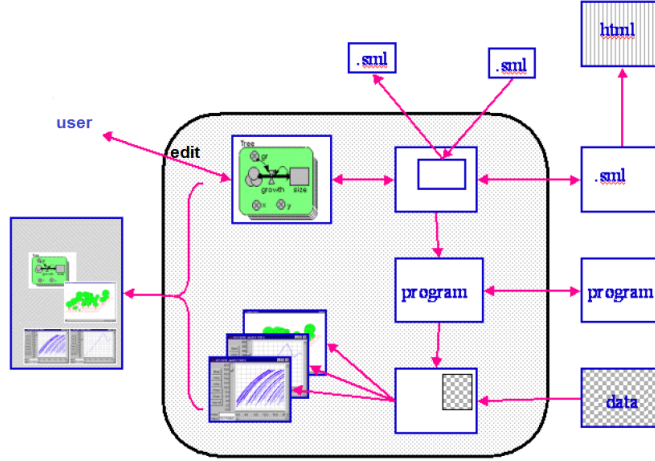 html
.sml
.sml
user
edit
Tree
gr
growth
size
x
y
.sml
program
program
data